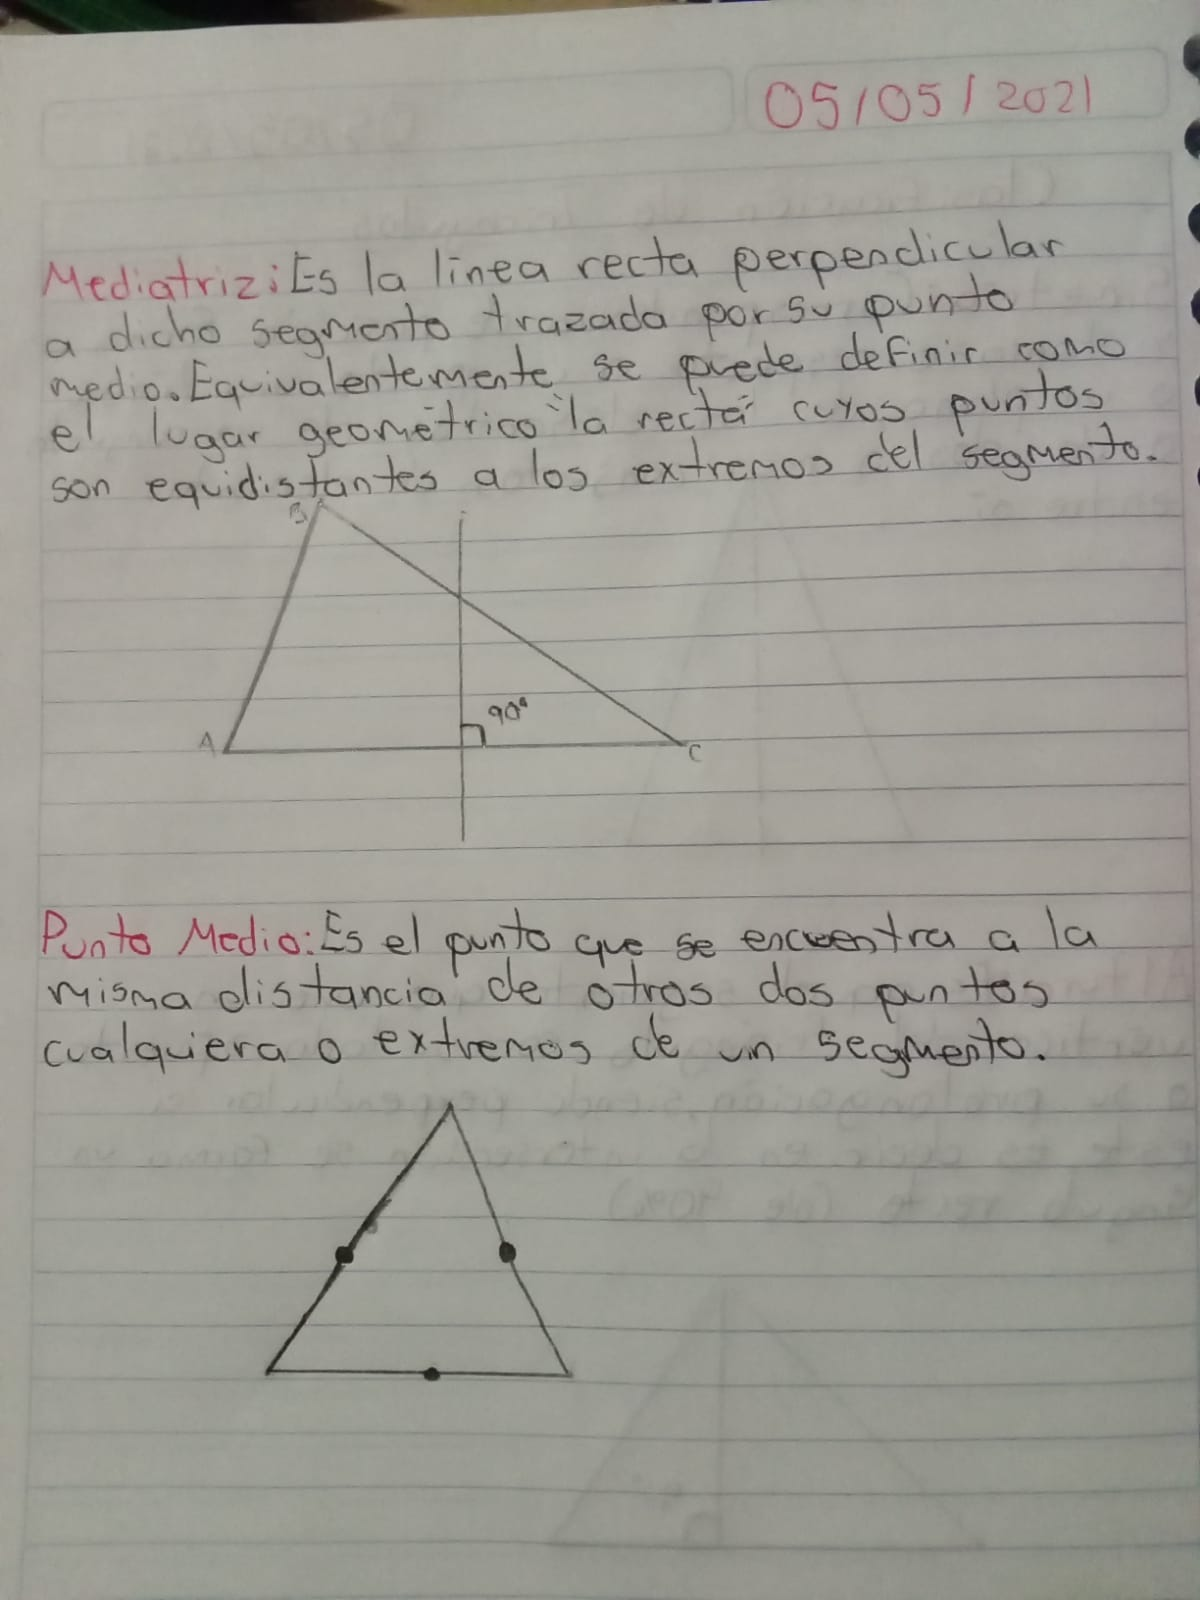 05/05/2021
Mediatriz: Es la línea recta perpendicular
a dicho segmento trazada por su punto
medio. Equivalentemente se puede definir como
el lugar geométrico "la recta" cuyos puntos
son equidistantes a los extremos del segmento.
B
90°
A
C
Punto Medio: Es el punto que se encuentra a la
misma distancia de otros dos puntos
cualquiera o extremos de un segmento.